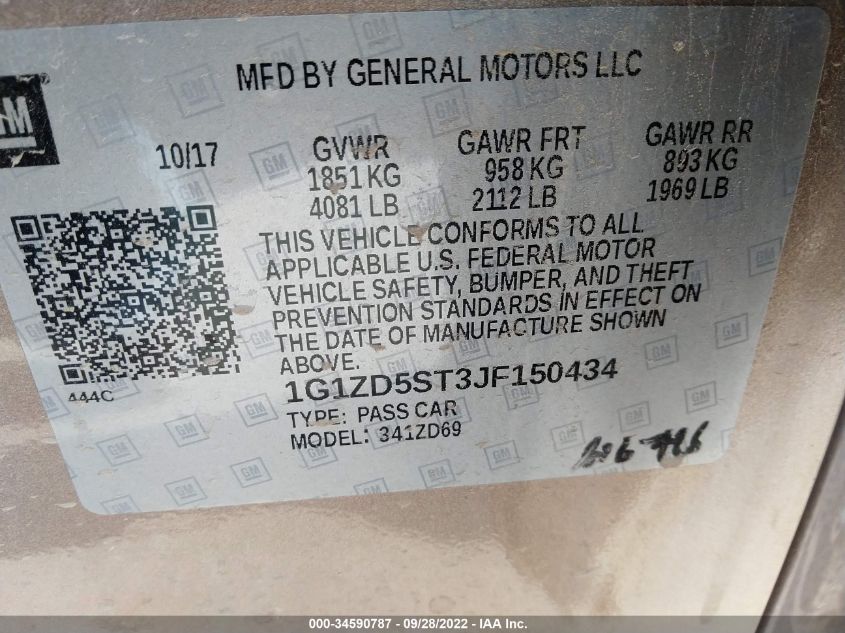 MFD BY GENERAL MOTORS LLC
GM
10/17
GVWR
1851 KG
4081 LB
GAWR FRT
958 KG
2112 LB
GAWR RR
893 KG
1969 LB
THIS VEHICLE CONFORMS TO ALL
APPLICABLE U.S. FEDERAL MOTOR
VEHICLE SAFETY, BUMPER, AND THEFT
PREVENTION STANDARDS IN EFFECT ON
THE DATE OF MANUFACTURE SHOWN
ABOVE.
444C
1G1ZD5ST3JF150434
TYPE: PASS CAR
MODEL: 341ZD69
000-34590787 - 09/28/2022 - IAA Inc.